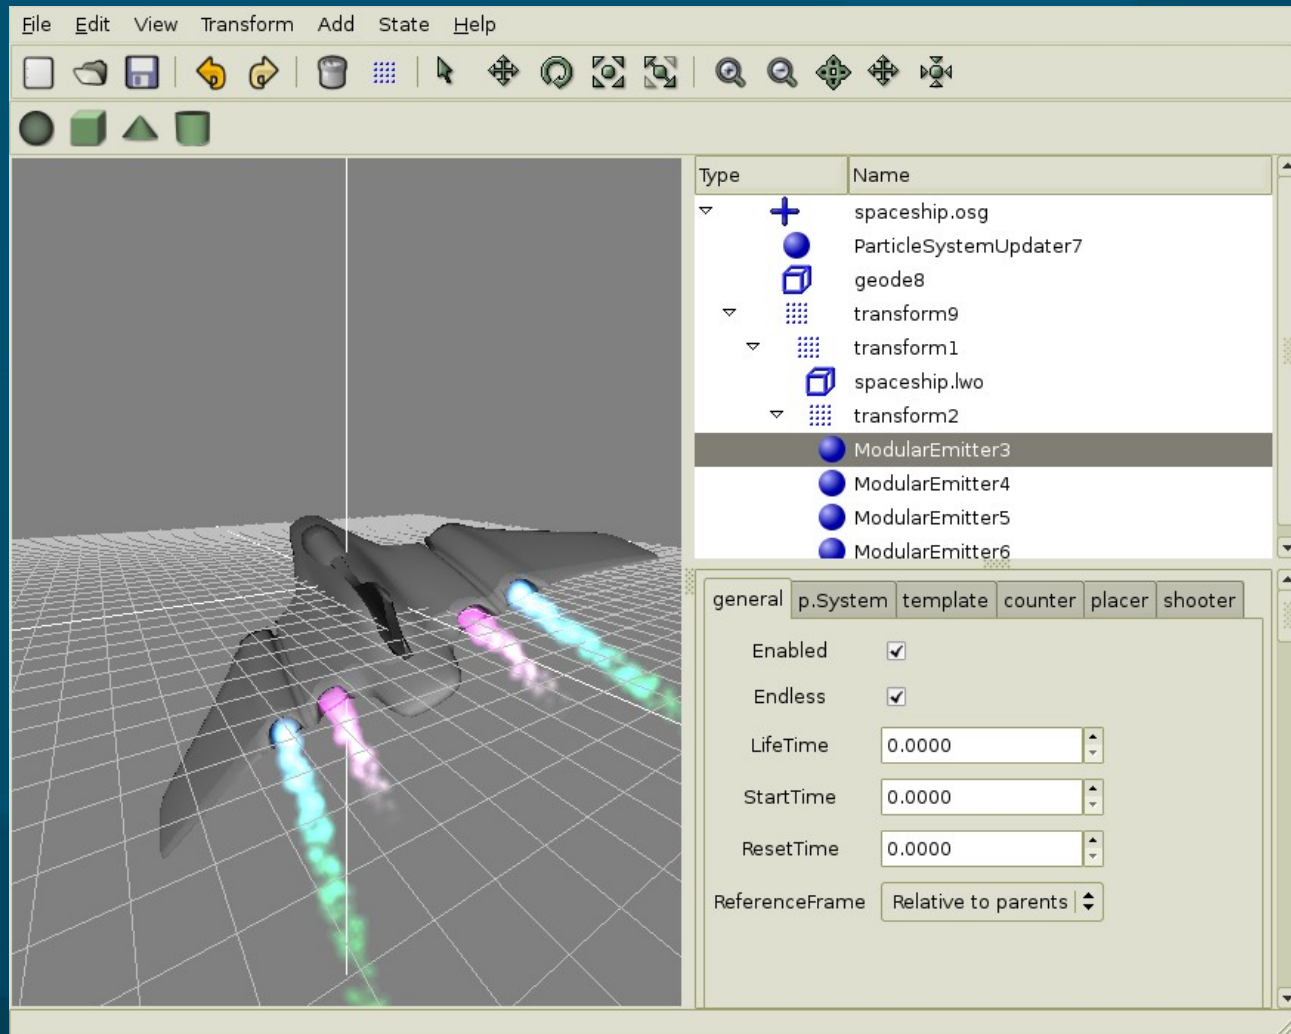 File Edit View Transform Add State Help
Type Name
spaceship.osg
ParticleSystemUpdater7
geode8
transform9
transform1
spaceship.lwo
transform2
ModularEmitter3
ModularEmitter4
ModularEmitter5
ModularEmitter6
general p.System template counter placer shooter
Enabled
Endless
LifeTime 0.0000
StartTime 0.0000
ResetTime 0.0000
ReferenceFrame Relative to parents